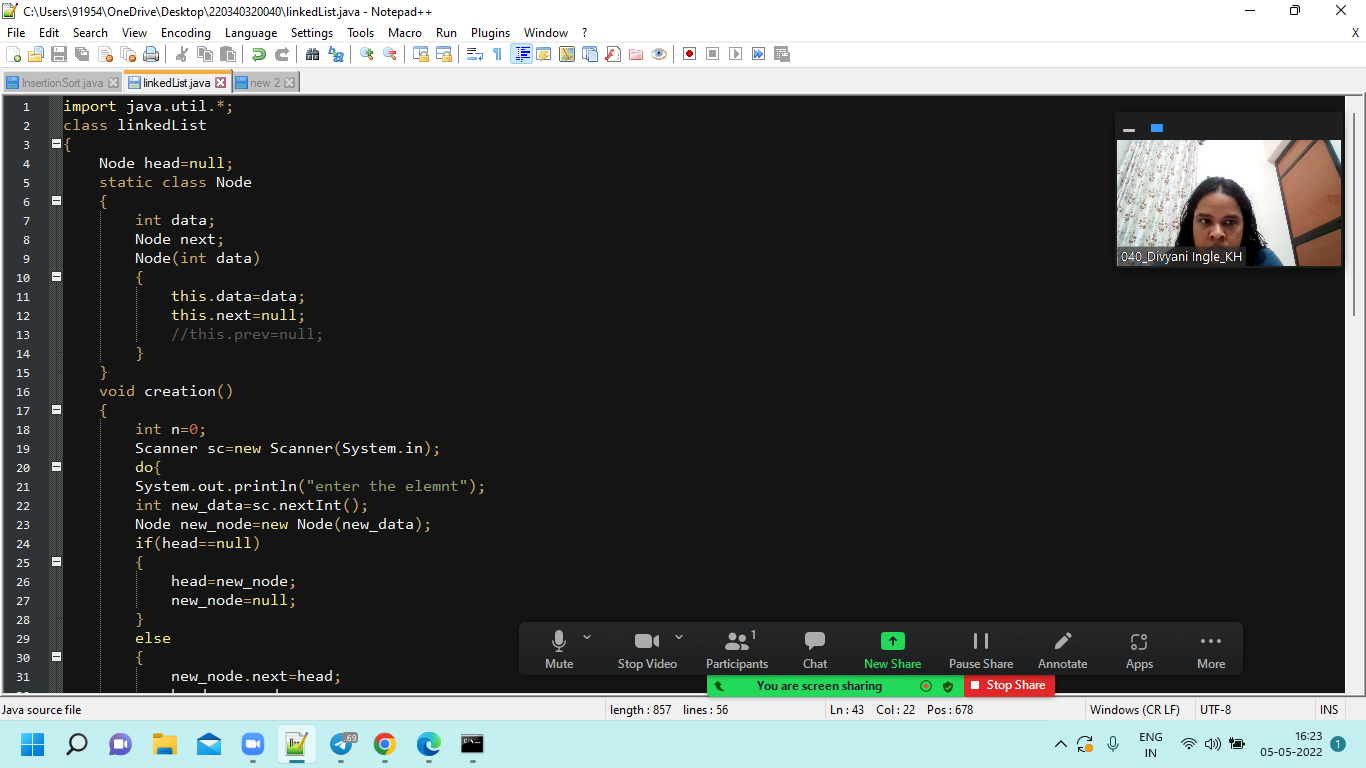 C:\Users\91954\OneDrive\Desktop\220340320040\linkedList.java - Notepad++
File Edit Search View Encoding Language Settings Tools Macro Run Plugins Window ? X
InsertionSort.java linkedList.java new 2
1 import java.util.*;
2 class linkedList
3 {
4 Node head=null;
5 static class Node
6 {
7 int data;
8 Node next;
9 Node(int data)
10 {
11 this.data=data;
12 this.next=null;
13 //this.prev=null;
14 }
15 }
16 void creation()
17 {
18 int n=0;
19 Scanner sc=new Scanner(System.in);
20 do{
21 System.out.println("enter the elemnt");
22 int new_data=sc.nextInt();
23 Node new_node=new Node(new_data);
24 if(head==null)
25 {
26 head=new_node;
27 new_node=null;
28 }
29 else
30 {
31 new_node.next=head;
040_Divyani Ingle_KH
1
Mute Stop Video Participants Chat New Share Pause Share Annotate Apps More
You are screen sharing Stop Share
Java source file length : 857 lines : 56 Ln : 43 Col : 22 Pos : 678 Windows (CR LF) UTF-8 INS
69
ENG
IN
16:23
05-05-2022
1